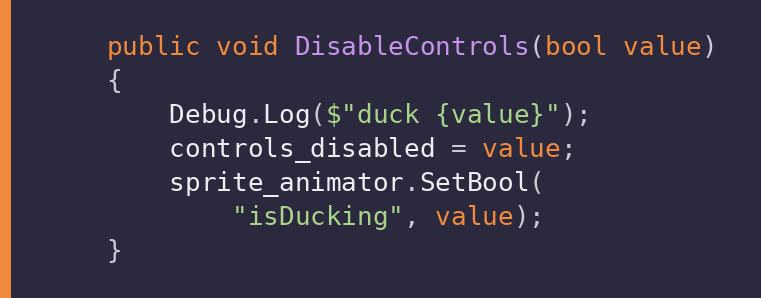 public void DisableControls(bool value)
{
    Debug.Log($"duck {value}");
    controls_disabled = value;
    sprite_animator.SetBool(
        "isDucking", value);
}